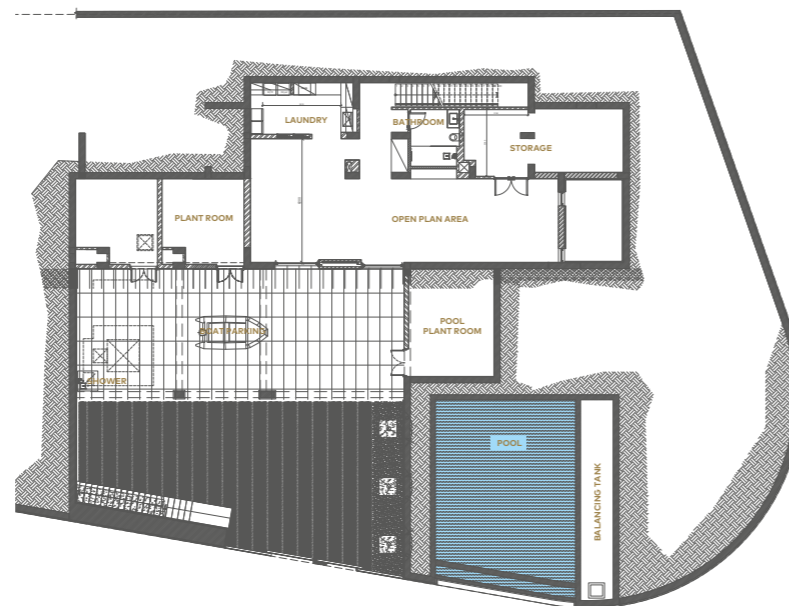 LAUNDRY
BATHROOM
STORAGE
PLANT ROOM
OPEN PLAN AREA
BOAT PARKING
POOL
PLANT ROOM
SHOWER
POOL
BALANCING TANK